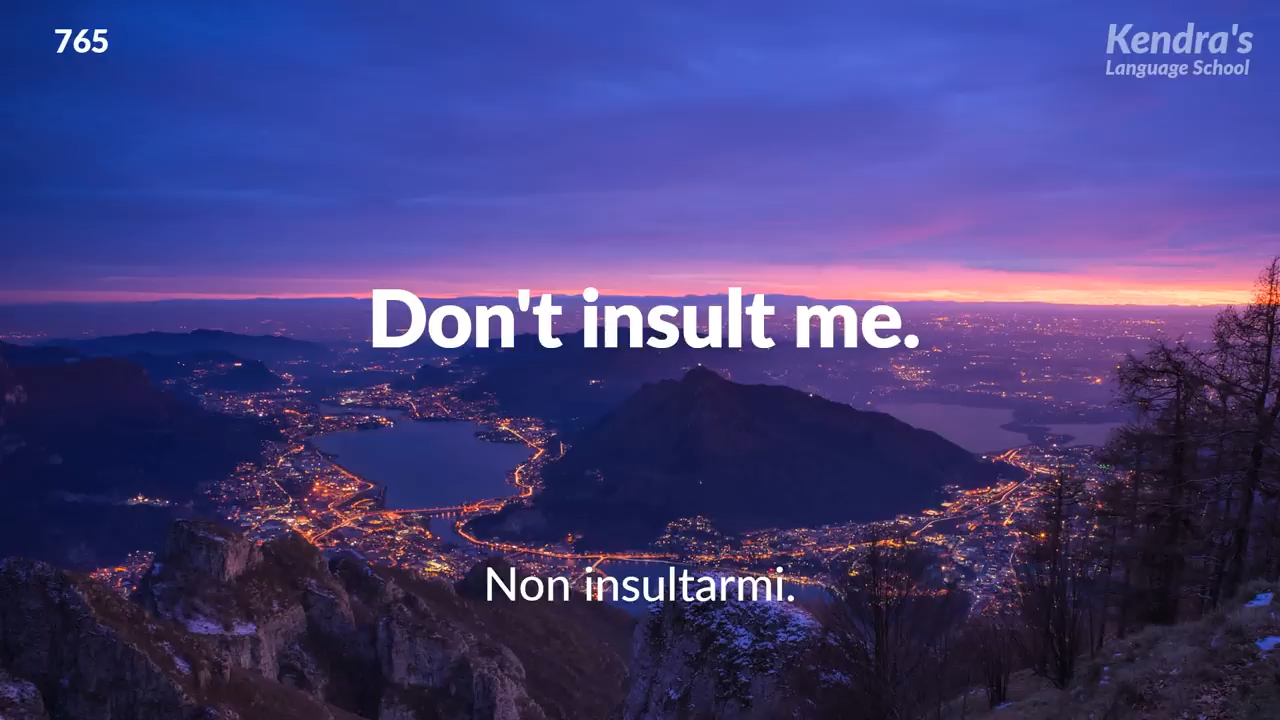 765
Kendra's
Language School
Don't insult me.
Non insultarmi.